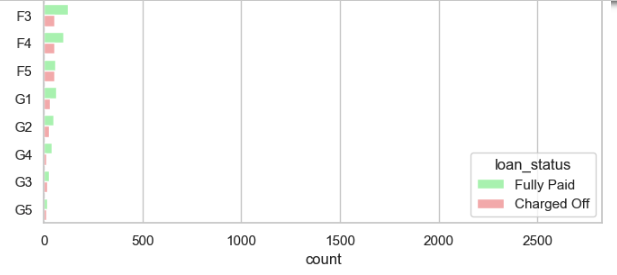 F3
F4
F5
G1
G2
G4
G3
G5
loan_status
Fully Paid
Charged Off
0 500 1000 1500 2000 2500
count